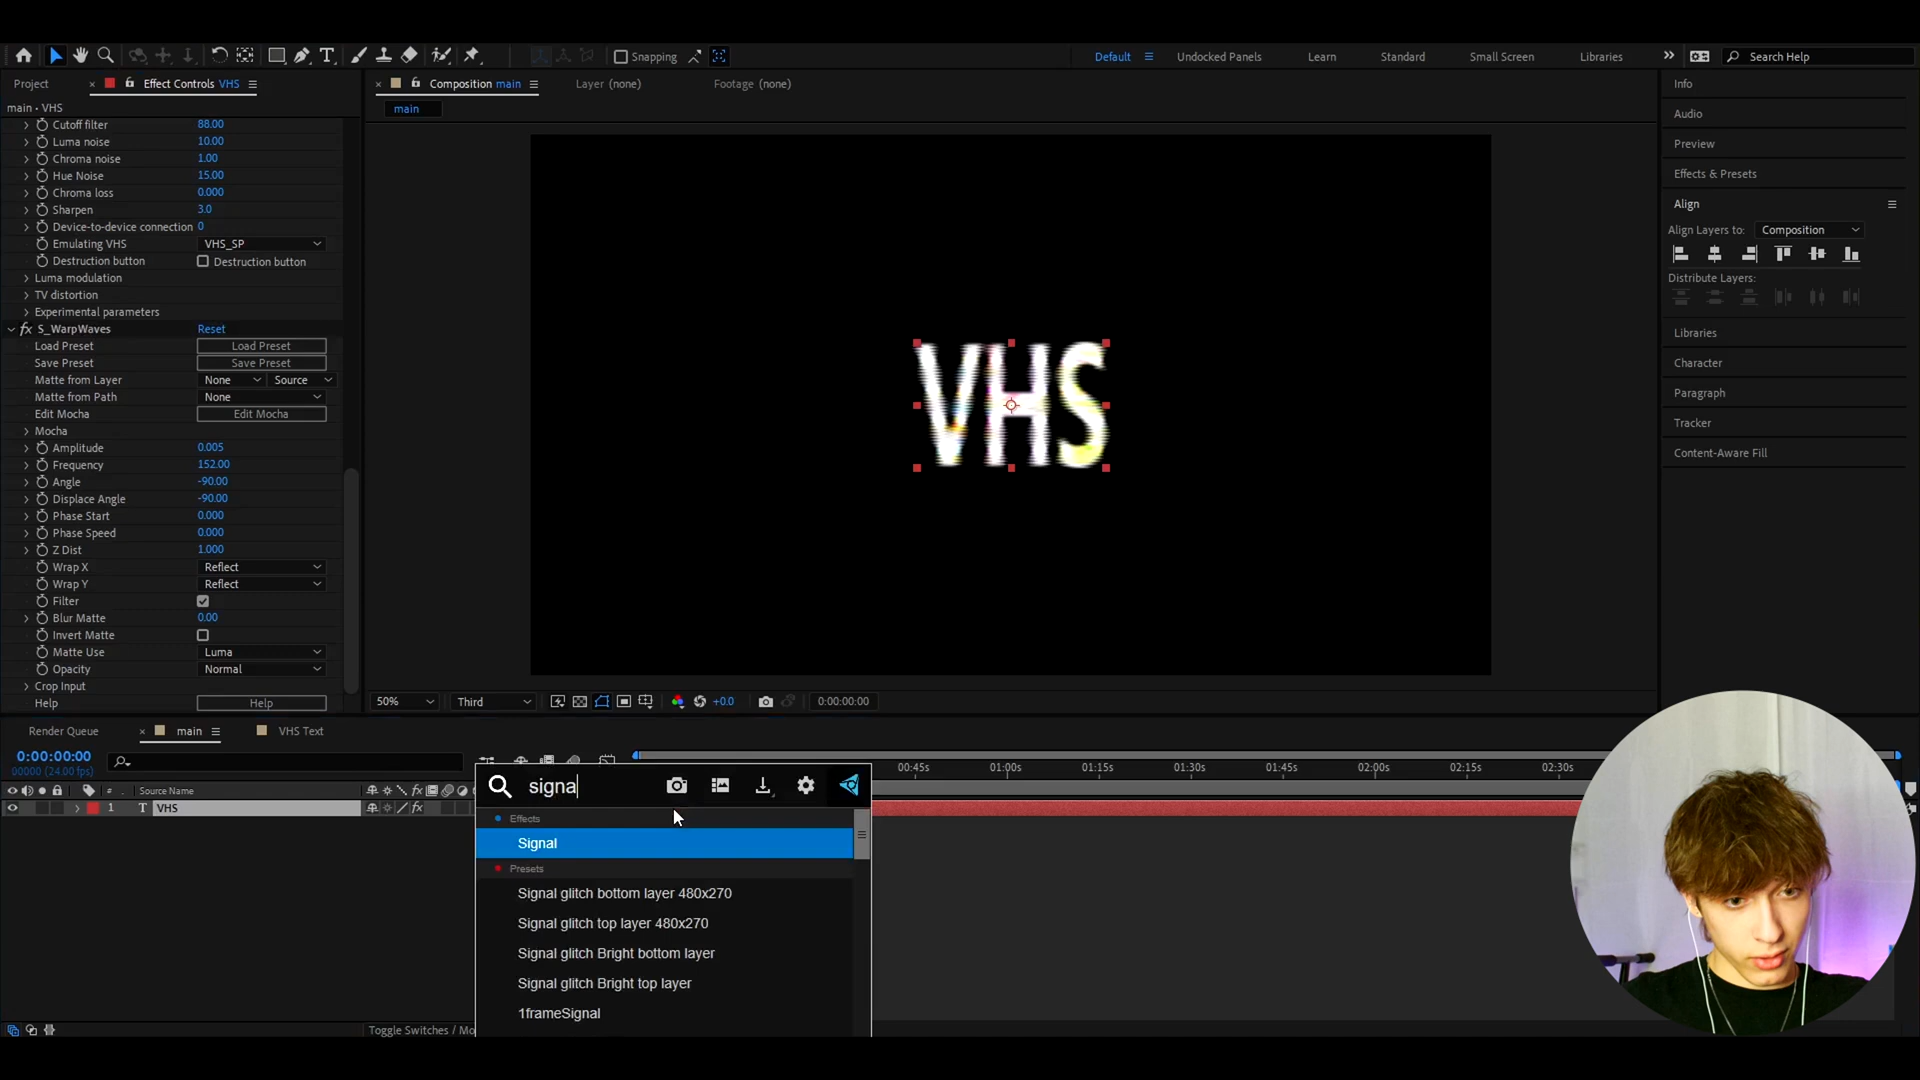 Snapping
Default
Undocked Panels
Learn
Standard
Small Screen
Libraries
Search Help
Project
Effect Controls VHS
Composition main
Layer (none)
Footage (none)
main • VHS
main
Cutoff filter 88.00
Luma noise 10.00
Chroma noise 1.00
Hue Noise 15.00
Chroma loss 0.000
Sharpen 3.0
Device-to-device connection 0
Emulating VHS VHS_SP
Destruction button Destruction button
Luma modulation
TV distortion
Experimental parameters
fx S_WarpWaves Reset
Load Preset Load Preset
Save Preset Save Preset
Matte from Layer None Source
Matte from Path None
Edit Mocha Edit Mocha
Mocha
Amplitude 0.005
Frequency 152.00
Angle -90.00
Displace Angle -90.00
Phase Start 0.000
Phase Speed 0.000
Z Dist 1.000
Wrap X Reflect
Wrap Y Reflect
Filter
Blur Matte 0.00
Invert Matte
Matte Use Luma
Opacity Normal
Crop Input
Help Help
VHS
50%
Third
+0.0
0:00:00:00
Info
Audio
Preview
Effects & Presets
Align
Align Layers to: Composition
Distribute Layers:
Libraries
Character
Paragraph
Tracker
Content-Aware Fill
Render Queue
main
VHS Text
0:00:00:00
00000 (24.00 fps)
# Source Name
1 T VHS
00:45s 01:00s 01:15s 01:30s 01:45s 02:00s 02:15s 02:30s
signa
Effects
Signal
Presets
Signal glitch bottom layer 480x270
Signal glitch top layer 480x270
Signal glitch Bright bottom layer
Signal glitch Bright top layer
1frameSignal
Toggle Switches / Mo